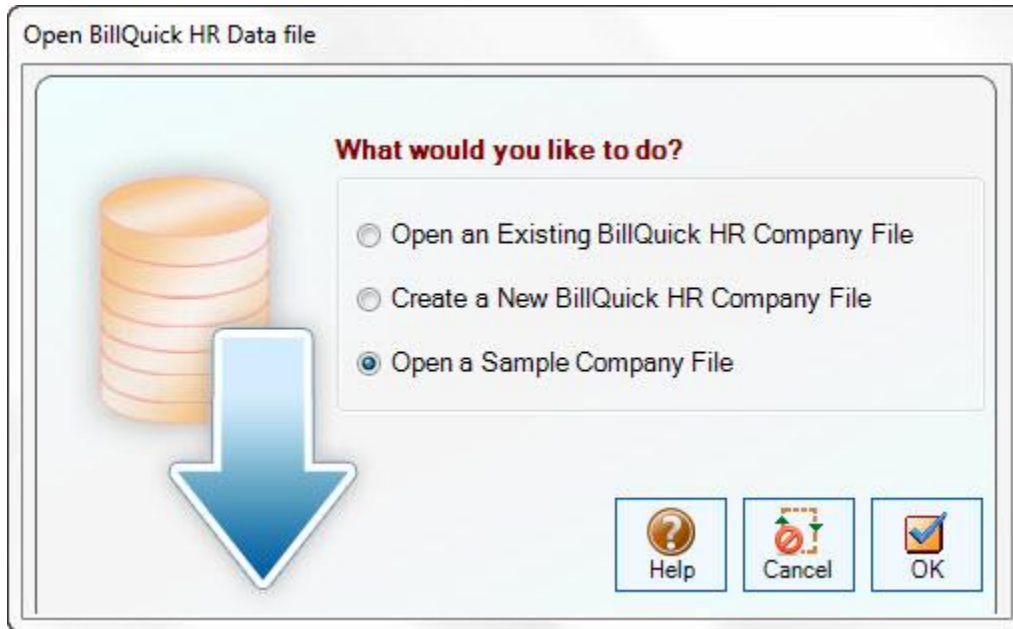 Open BillQuick HR Data file
What would you like to do?
Open an Existing BillQuick HR Company File
Create a New BillQuick HR Company File
Open a Sample Company File
Help
Cancel
OK